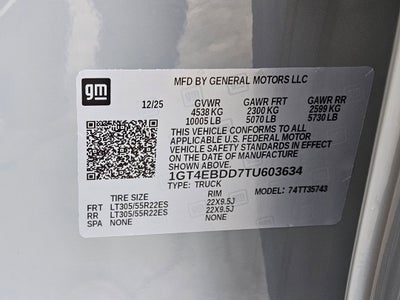 gm
MFD BY GENERAL MOTORS LLC
12/25 GVWR GAWR FRT GAWR RR
4538 KG 2300 KG 2599 KG
10005 LB 5070 LB 5730 LB
THIS VEHICLE CONFORMS TO ALL
APPLICABLE U.S. FEDERAL MOTOR
VEHICLE SAFETY STANDARDS IN EFFECT
ON THE DATE OF MANUFACTURE
SHOWN ABOVE.
1GT4EBDD7TU603634
TYPE: TRUCK MODEL: 74TT35743
TIRE SIZE RIM
FRT LT305/55R22ES 22X9.5J
RR LT305/55R22ES 22X9.5J
SPA NONE NONE